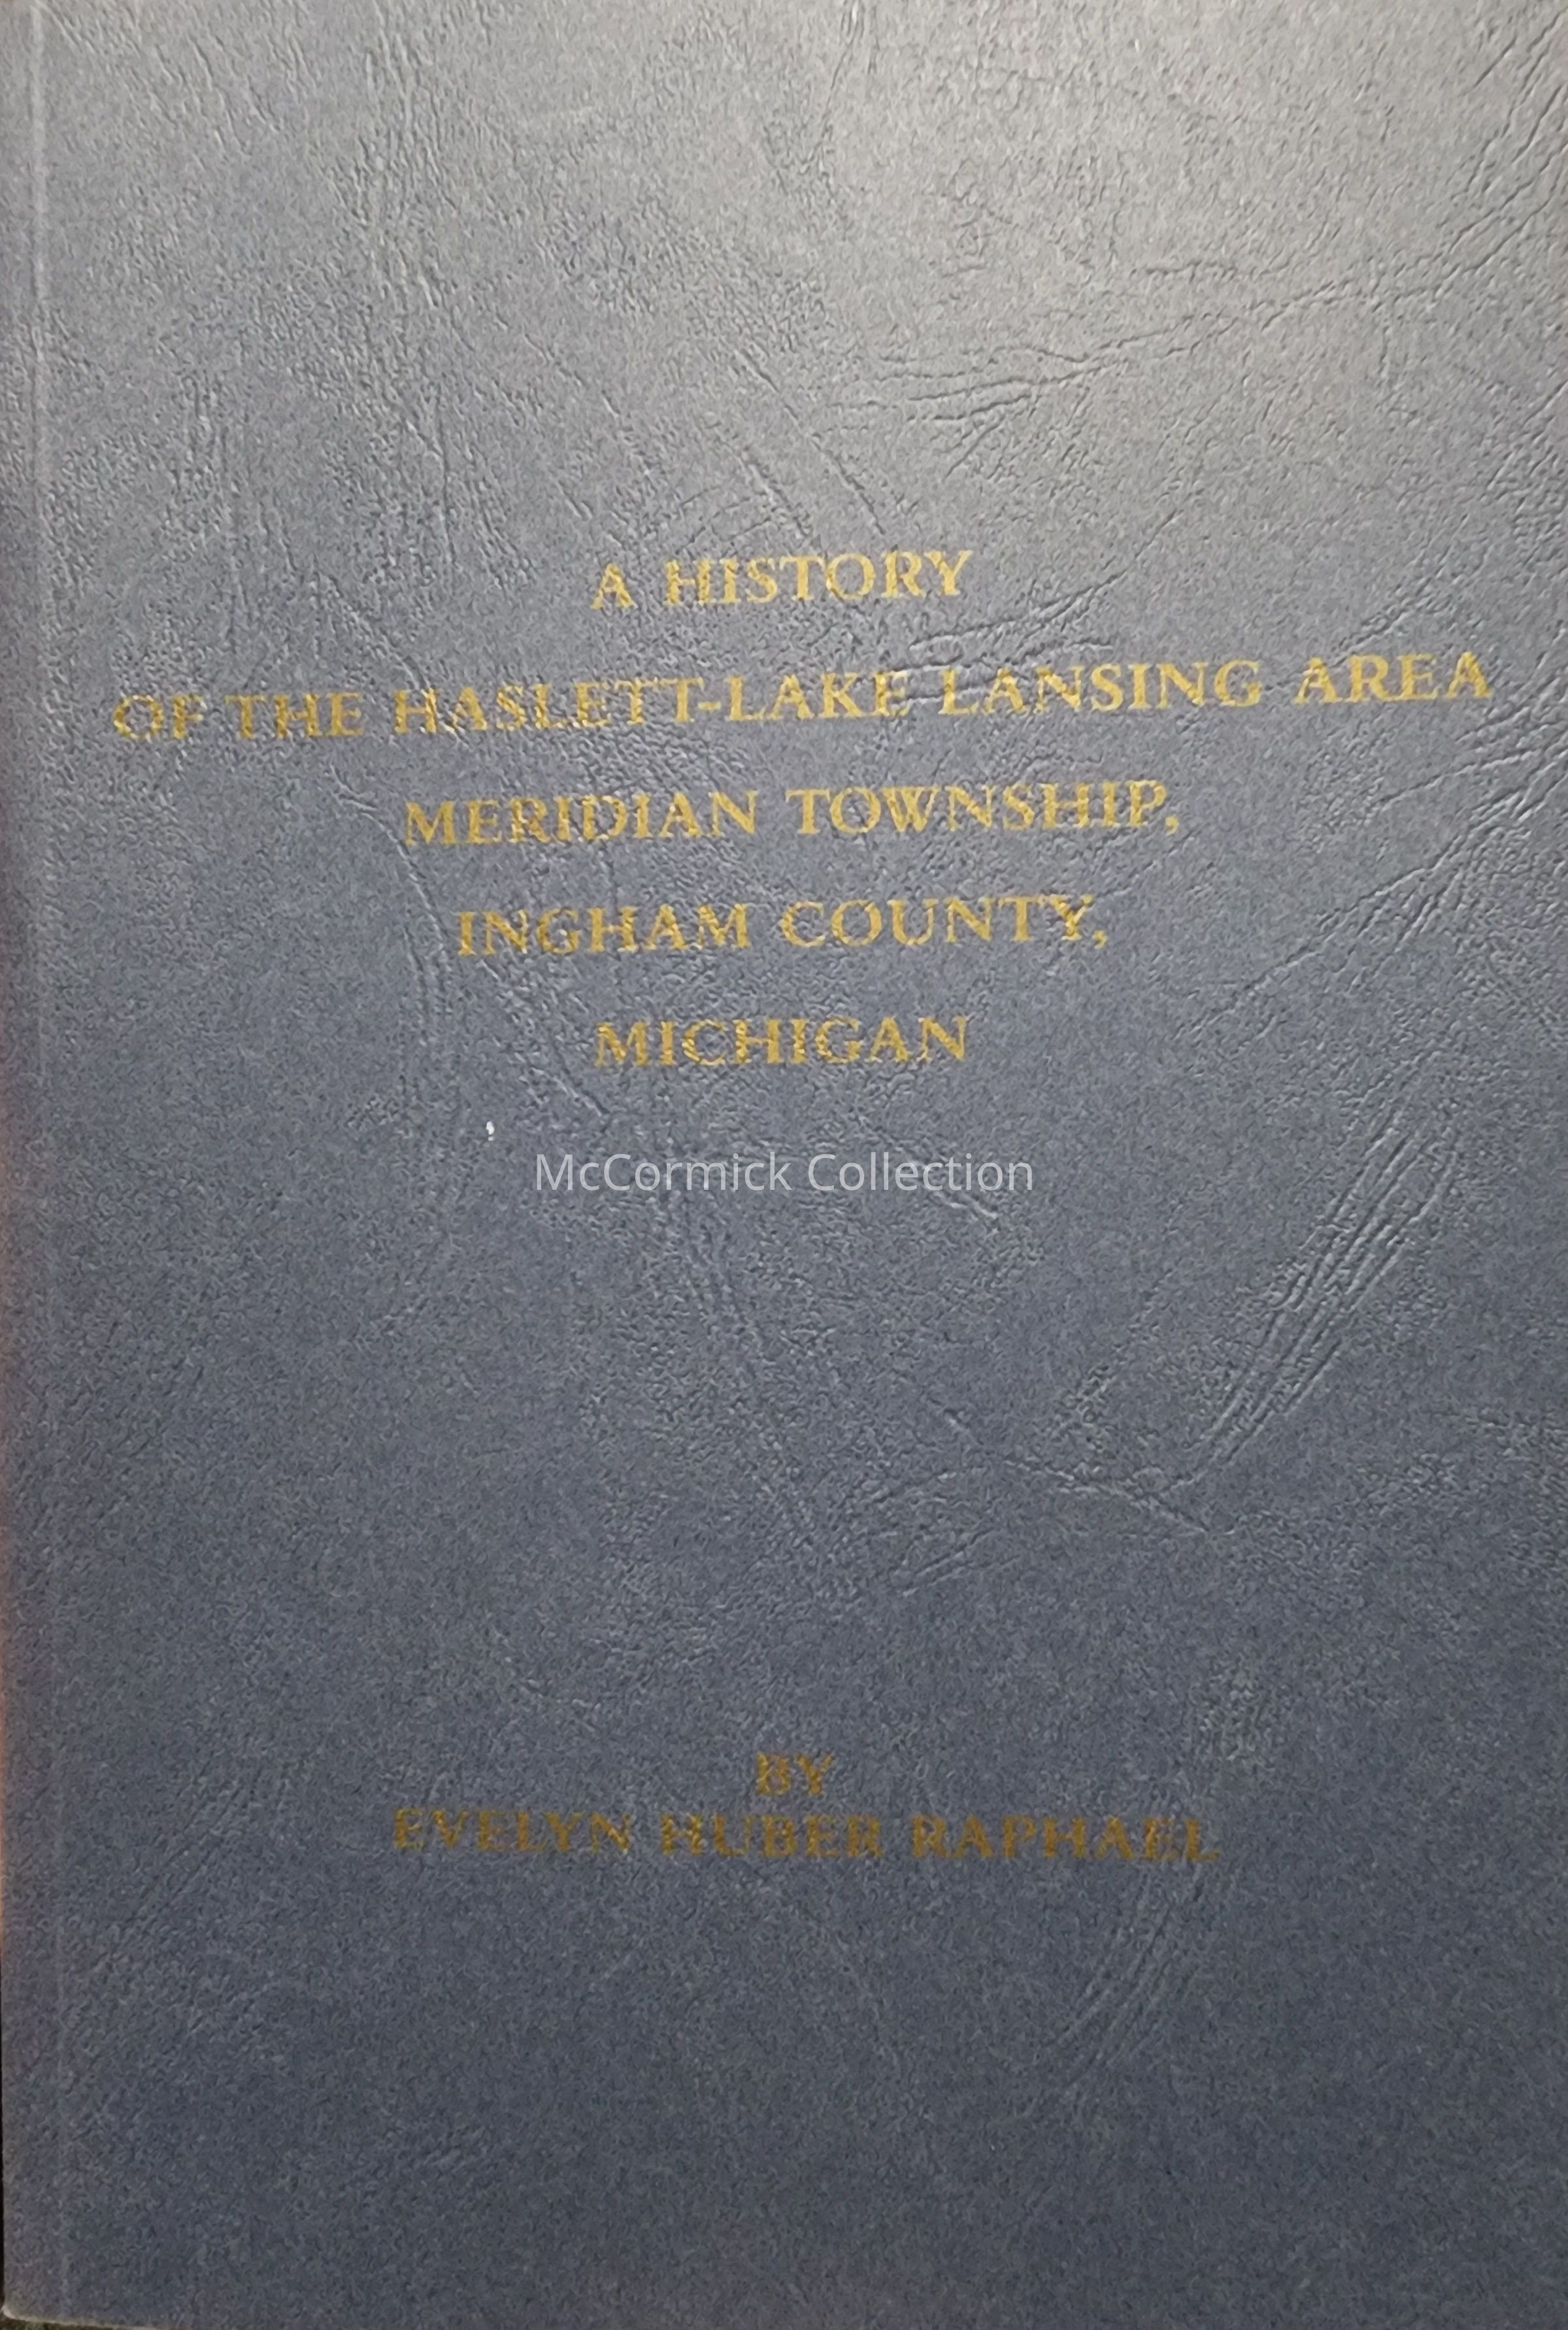 A HISTORY
OF THE HASLETT-LAKE LANSING AREA
MERIDIAN TOWNSHIP,
INGHAM COUNTY,
MICHIGAN
McCormick Collection
BY
EVELYN HUBER RAPHAEL